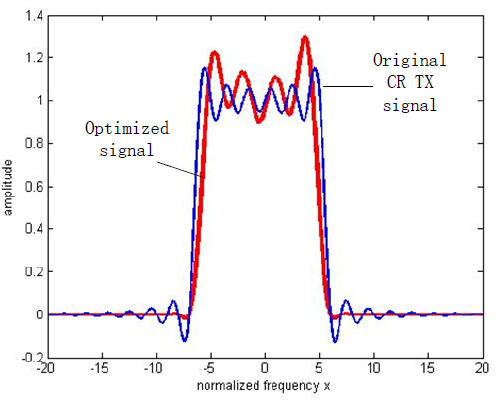 1.4
1.2
1
0.8
0.6
0.4
0.2
0
-0.2
Original
CR TX
signal
Optimized
signal
amplitude
-20
-15
-10
-5
0
5
10
15
20
normalized frequency x